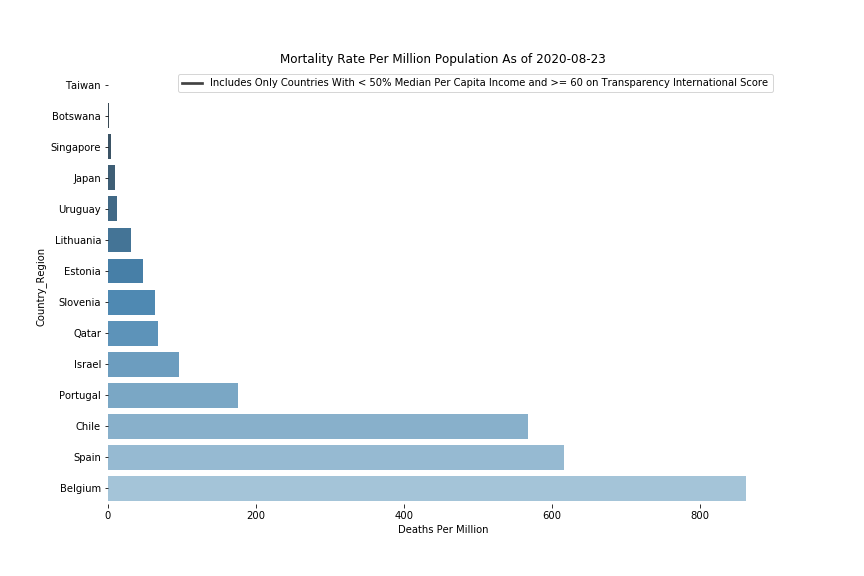 Mortality Rate Per Million Population As of 2020-08-23
Includes Only Countries With < 50% Median Per Capita Income and >= 60 on Transparency International Score
Country_Region
Taiwan
Botswana
Singapore
Japan
Uruguay
Lithuania
Estonia
Slovenia
Qatar
Israel
Portugal
Chile
Spain
Belgium
0 200 400 600 800
Deaths Per Million